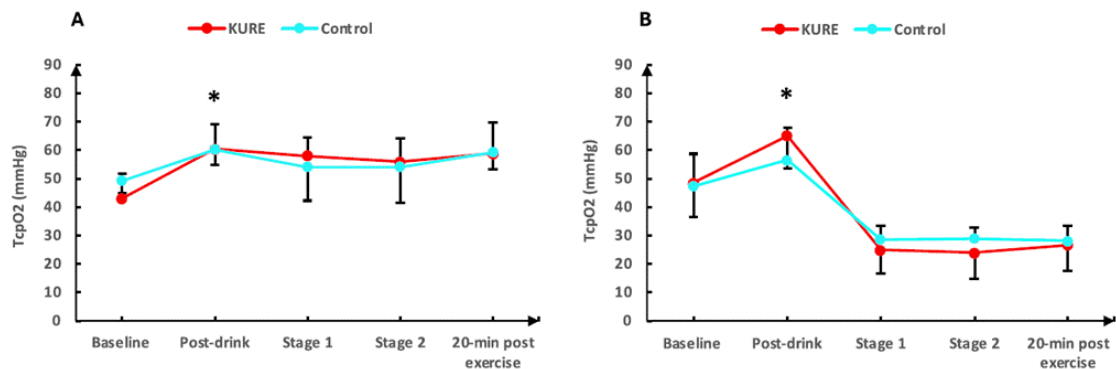 A
KURE Control
90
80
70
60
50
40
30
20
10
0
TcpO2 (mmHg)
*
Baseline Post-drink Stage 1 Stage 2 20-min post
exercise
B
KURE Control
90
80
70
60
50
40
30
20
10
0
TcpO2 (mmHg)
*
Baseline Post-drink Stage 1 Stage 2 20-min post
exercise